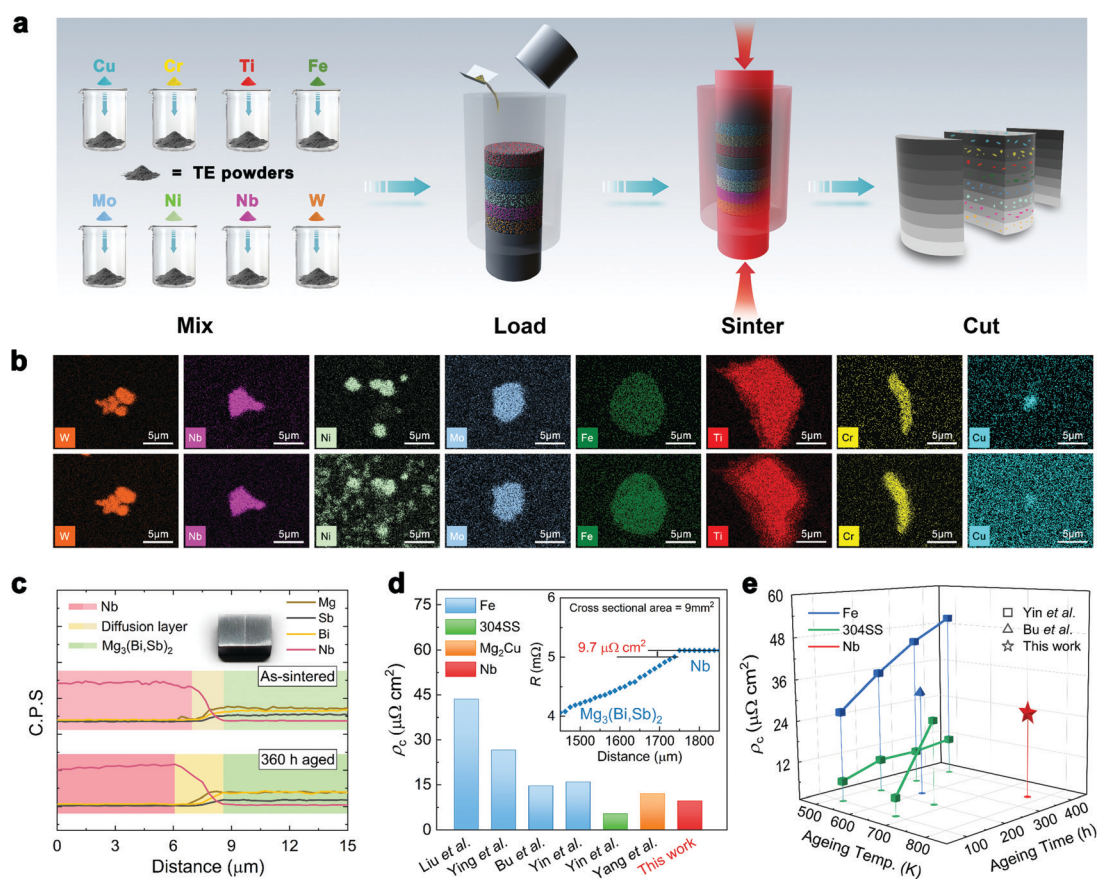 a
Cu Cr Ti Fe
= TE powders
Mo Ni Nb W
Mix Load Sinter Cut
b
W 5μm Nb 5μm Ni 5μm Mo 5μm Fe 5μm Ti 5μm Cr 5μm Cu 5μm
W 5μm Nb 5μm Ni 5μm Mo 5μm Fe 5μm Ti 5μm Cr 5μm Cu 5μm
c
Nb
Diffusion layer
Mg3(Bi,Sb)2
Mg
Sb
Bi
Nb
As-sintered
360 h aged
C.P.S
0 3 6 9 12 15
Distance (μm)
d
ρc (μΩ cm²)
75
60
45
30
15
0
Fe
304SS
Mg2Cu
Nb
Liu et al. Ying et al. Bu et al. Yin et al. Yin et al. Yang et al. This work
Cross sectional area = 9mm²
9.7 μΩ cm²
Nb
Mg3(Bi,Sb)2
R (mΩ)
6
5
4
1500 1600 1700 1800
Distance (μm)
e
Fe
304SS
Nb
Yin et al.
Bu et al.
This work
ρc (μΩ cm²)
60
48
36
24
12
500 600 700 800
Ageing Temp. (K)
100 200 300 400
Ageing Time (h)